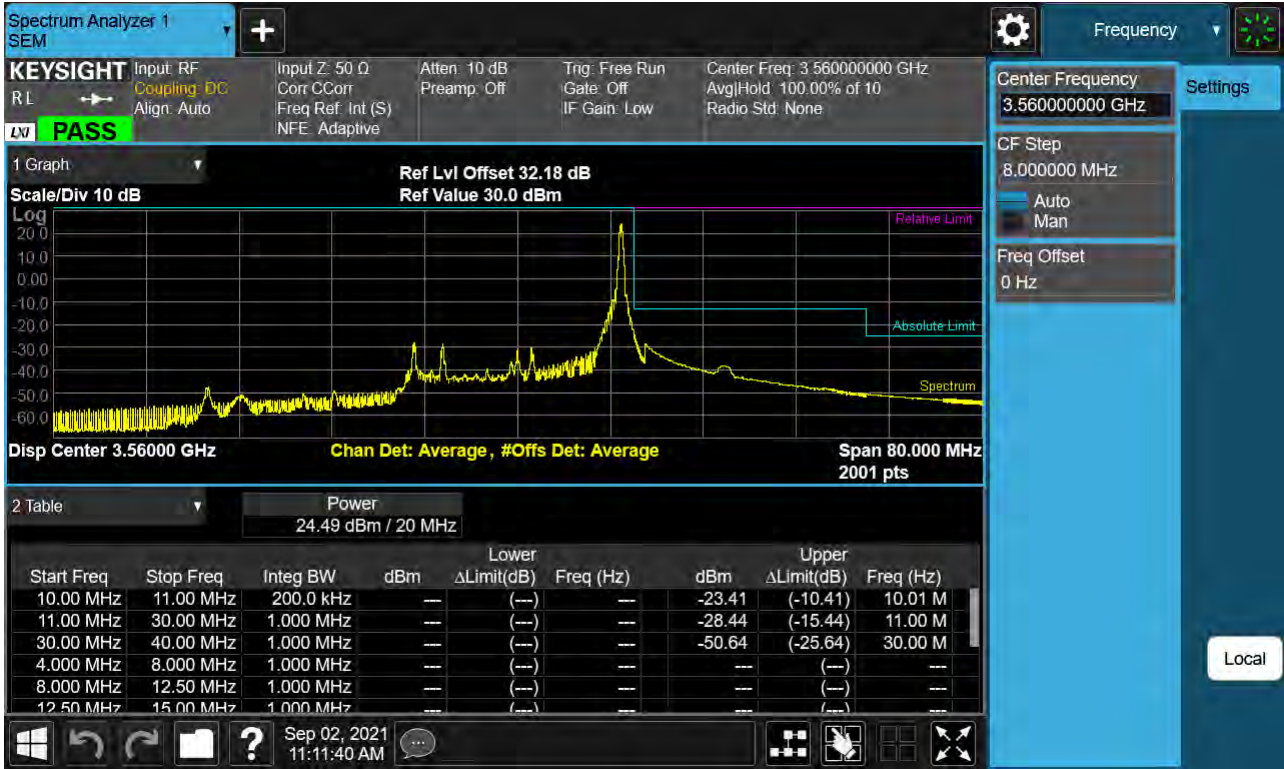 Spectrum Analyzer 1
SEM
Frequency
KEYSIGHT
R L
LXI
PASS
Input: RF
Coupling: DC
Align: Auto
Input Z: 50 Ω
Corr CCorr
Freq Ref: Int (S)
NFE: Adaptive
Atten: 10 dB
Preamp: Off
Trig: Free Run
Gate: Off
IF Gain: Low
Center Freq: 3.560000000 GHz
Avg|Hold: 100.00% of 10
Radio Std: None
Center Frequency
3.560000000 GHz
Settings
CF Step
8.000000 MHz
Auto
Man
Freq Offset
0 Hz
Local
1 Graph
Scale/Div 10 dB
Ref Lvl Offset 32.18 dB
Ref Value 30.0 dBm
Log
20.0
10.0
0.00
-10.0
-20.0
-30.0
-40.0
-50.0
-60.0
Relative Limit
Absolute Limit
Spectrum
Disp Center 3.56000 GHz
Chan Det: Average , #Offs Det: Average
Span 80.000 MHz
2001 pts
2 Table
Power
24.49 dBm / 20 MHz
Lower Upper
Start Freq Stop Freq Integ BW dBm ΔLimit(dB) Freq (Hz) dBm ΔLimit(dB) Freq (Hz)
10.00 MHz 11.00 MHz 200.0 kHz --- (---) --- -23.41 (-10.41) 10.01 M
11.00 MHz 30.00 MHz 1.000 MHz --- (---) --- -28.44 (-15.44) 11.00 M
30.00 MHz 40.00 MHz 1.000 MHz --- (---) --- -50.64 (-25.64) 30.00 M
4.000 MHz 8.000 MHz 1.000 MHz --- (---) --- --- (---) ---
8.000 MHz 12.50 MHz 1.000 MHz --- (---) --- --- (---) ---
12.50 MHz 15.00 MHz 1.000 MHz --- (---) --- --- (---) ---
Sep 02, 2021
11:11:40 AM